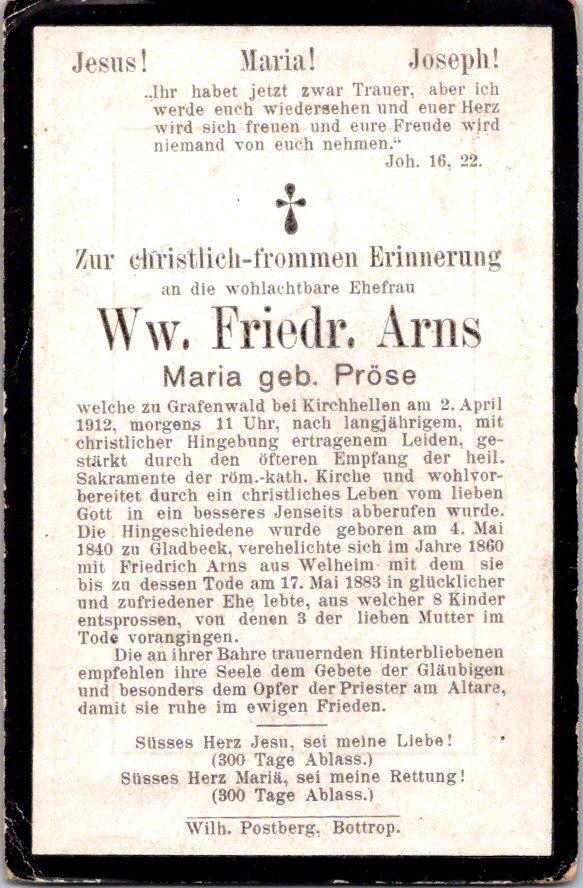 Jesus! Maria! Joseph!
„Ihr habet jetzt zwar Trauer, aber ich
werde euch wiedersehen und euer Herz
wird sich freuen und eure Freude wird
niemand von euch nehmen.“
Joh. 16, 22.
Zur christlich-frommen Erinnerung
an die wohlachtbare Ehefrau
Ww. Friedr. Arns
Maria geb. Pröse
welche zu Grafenwald bei Kirchhellen am 2. April
1912, morgens 11 Uhr, nach langjährigem, mit
christlicher Hingebung ertragenem Leiden, ge-
stärkt durch den öfteren Empfang der heil.
Sakramente der röm.-kath. Kirche und wohlvor-
bereitet durch ein christliches Leben vom lieben
Gott in ein besseres Jenseits abberufen wurde.
Die Hingeschiedene wurde geboren am 4. Mai
1840 zu Gladbeck, verehelichte sich im Jahre 1860
mit Friedrich Arns aus Welheim mit dem sie
bis zu dessen Tode am 17. Mai 1883 in glücklicher
und zufriedener Ehe lebte, aus welcher 8 Kinder
entsprossen, von denen 3 der lieben Mutter im
Tode vorangingen.
Die an ihrer Bahre trauernden Hinterbliebenen
empfehlen ihre Seele dem Gebete der Gläubigen
und besonders dem Opfer der Priester am Altare,
damit sie ruhe im ewigen Frieden.
Süsses Herz Jesu, sei meine Liebe!
(300 Tage Ablass.)
Süsses Herz Mariä, sei meine Rettung!
(300 Tage Ablass.)
Wilh. Postberg, Bottrop.